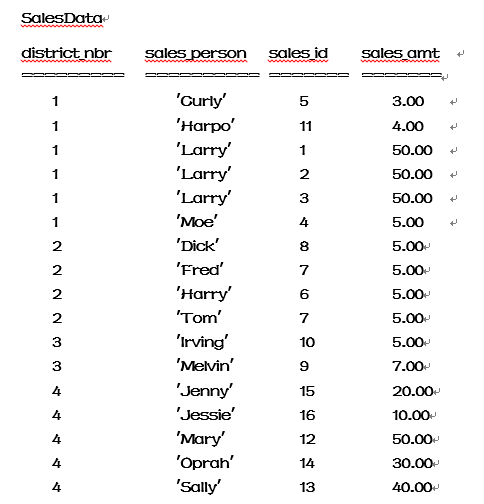 SalesData
district_nbr sales_person sales_id sales_amt
========= ========== ======= =======
1 'Curly' 5 3.00
1 'Harpo' 11 4.00
1 'Larry' 1 50.00
1 'Larry' 2 50.00
1 'Larry' 3 50.00
1 'Moe' 4 5.00
2 'Dick' 8 5.00
2 'Fred' 7 5.00
2 'Harry' 6 5.00
2 'Tom' 7 5.00
3 'Irving' 10 5.00
3 'Melvin' 9 7.00
4 'Jenny' 15 20.00
4 'Jessie' 16 10.00
4 'Mary' 12 50.00
4 'Oprah' 14 30.00
4 'Sally' 13 40.00